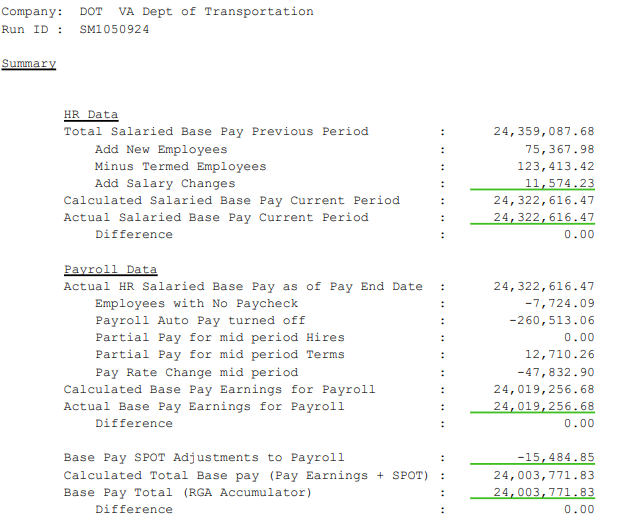 Company: DOT VA Dept of Transportation
Run ID : SM1050924
Summary
HR Data
Total Salaried Base Pay Previous Period : 24,359,087.68
Add New Employees : 75,367.98
Minus Termed Employees : 123,413.42
Add Salary Changes : 11,574.23
Calculated Salaried Base Pay Current Period : 24,322,616.47
Actual Salaried Base Pay Current Period : 24,322,616.47
Difference : 0.00
Payroll Data
Actual HR Salaried Base Pay as of Pay End Date : 24,322,616.47
Employees with No Paycheck : -7,724.09
Payroll Auto Pay turned off : -260,513.06
Partial Pay for mid period Hires : 0.00
Partial Pay for mid period Terms : 12,710.26
Pay Rate Change mid period : -47,832.90
Calculated Base Pay Earnings for Payroll : 24,019,256.68
Actual Base Pay Earnings for Payroll : 24,019,256.68
Difference : 0.00
Base Pay SPOT Adjustments to Payroll : -15,484.85
Calculated Total Base pay (Pay Earnings + SPOT) : 24,003,771.83
Base Pay Total (RGA Accumulator) : 24,003,771.83
Difference : 0.00